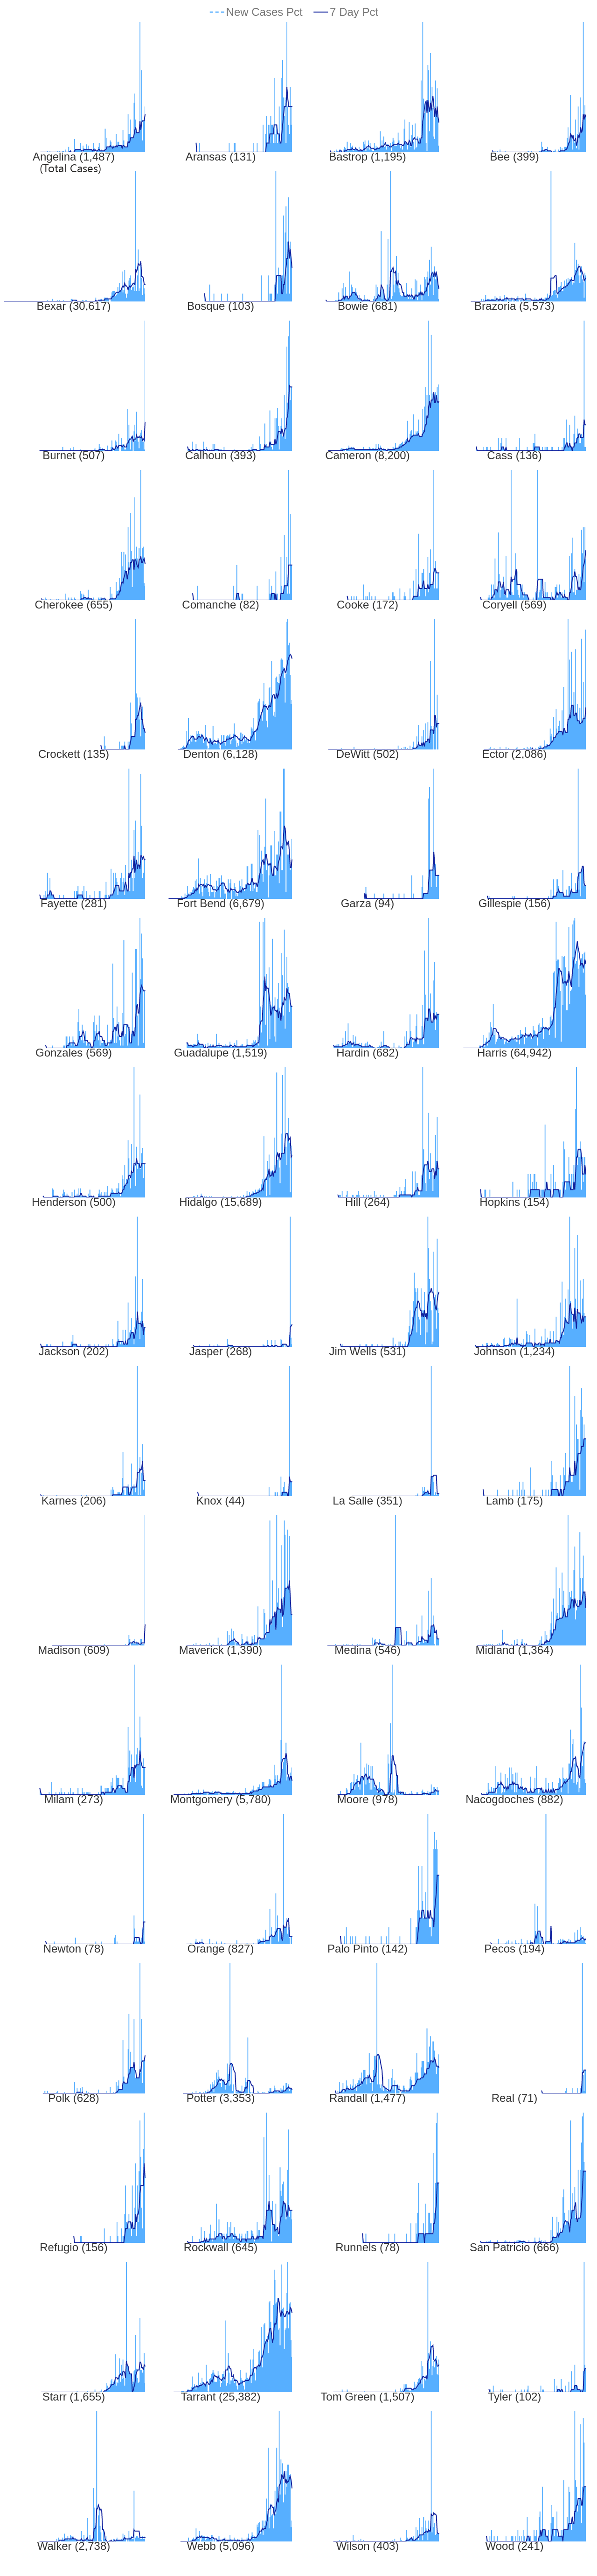 New Cases Pct 7 Day Pct
Angelina (1,487) Aransas (131) Bastrop (1,195) Bee (399)
(Total Cases)
Bexar (30,617) Bosque (103) Bowie (681) Brazoria (5,573)
Burnet (507) Calhoun (393) Cameron (8,200) Cass (136)
Cherokee (655) Comanche (82) Cooke (172) Coryell (569)
Crockett (135) Denton (6,128) DeWitt (502) Ector (2,086)
Fayette (281) Fort Bend (6,679) Garza (94) Gillespie (156)
Gonzales (569) Guadalupe (1,519) Hardin (682) Harris (64,942)
Henderson (500) Hidalgo (15,689) Hill (264) Hopkins (154)
Jackson (202) Jasper (268) Jim Wells (531) Johnson (1,234)
Karnes (206) Knox (44) La Salle (351) Lamb (175)
Madison (609) Maverick (1,390) Medina (546) Midland (1,364)
Milam (273) Montgomery (5,780) Moore (978) Nacogdoches (882)
Newton (78) Orange (827) Palo Pinto (142) Pecos (194)
Polk (628) Potter (3,353) Randall (1,477) Real (71)
Refugio (156) Rockwall (645) Runnels (78) San Patricio (666)
Starr (1,655) Tarrant (25,382) Tom Green (1,507) Tyler (102)
Walker (2,738) Webb (5,096) Wilson (403) Wood (241)